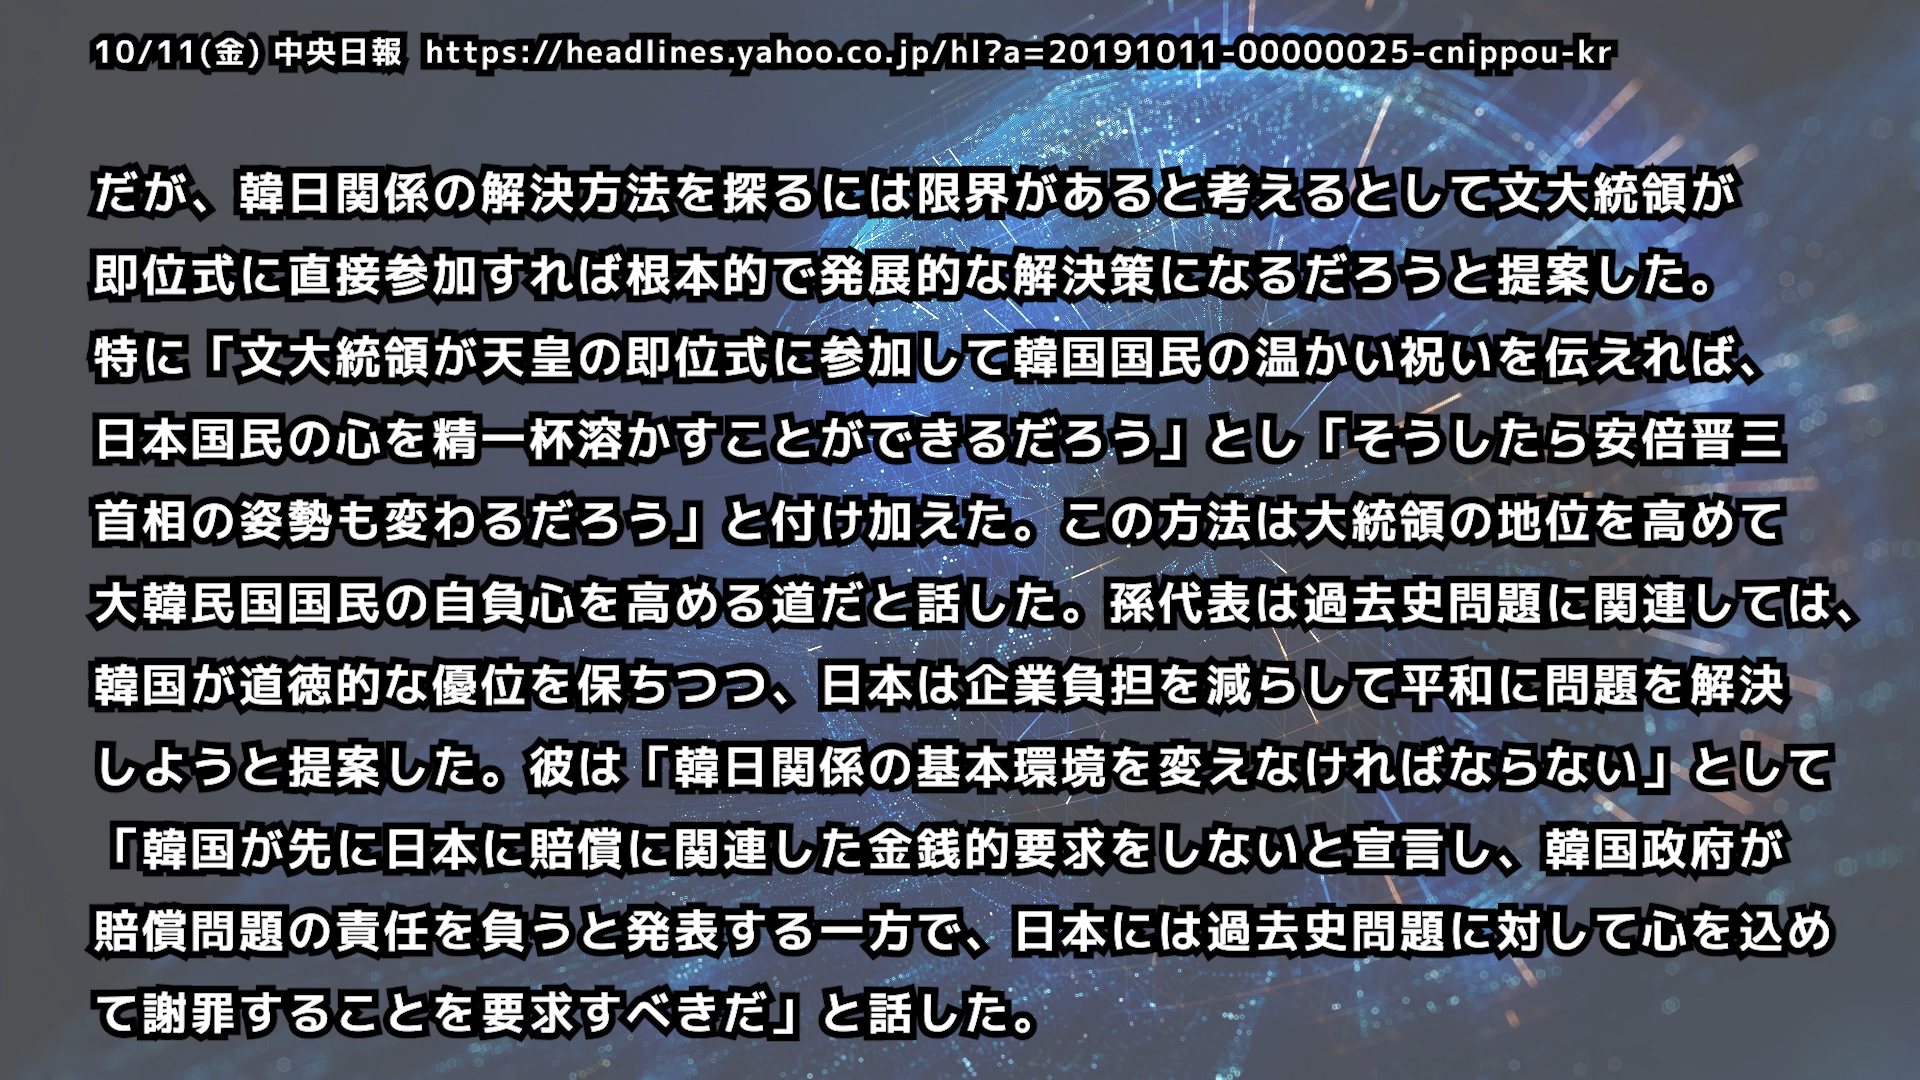 10/11(金) 中央日報 https://headlines.yahoo.co.jp/hl?a=20191011-00000025-cnippou-kr
だが、韓日関係の解決方法を探るには限界があると考えるとして文大統領が
即位式に直接参加すれば根本的で発展的な解決策になるだろうと提案した。
特に「文大統領が天皇の即位式に参加して韓国国民の温かい祝いを伝えれば、
日本国民の心を精一杯溶かすことができるだろう」とし「そうしたら安倍晋三
首相の姿勢も変わるだろう」と付け加えた。この方法は大統領の地位を高めて
大韓民国国民の自負心を高める道だと話した。孫代表は過去史問題に関連しては、
韓国が道徳的な優位を保ちつつ、日本は企業負担を減らして平和に問題を解決
しようと提案した。彼は「韓日関係の基本環境を変えなければならない」として
「韓国が先に日本に賠償に関連した金銭的要求をしないと宣言し、韓国政府が
賠償問題の責任を負うと発表する一方で、日本には過去史問題に対して心を込め
て謝罪することを要求すべきだ」と話した。